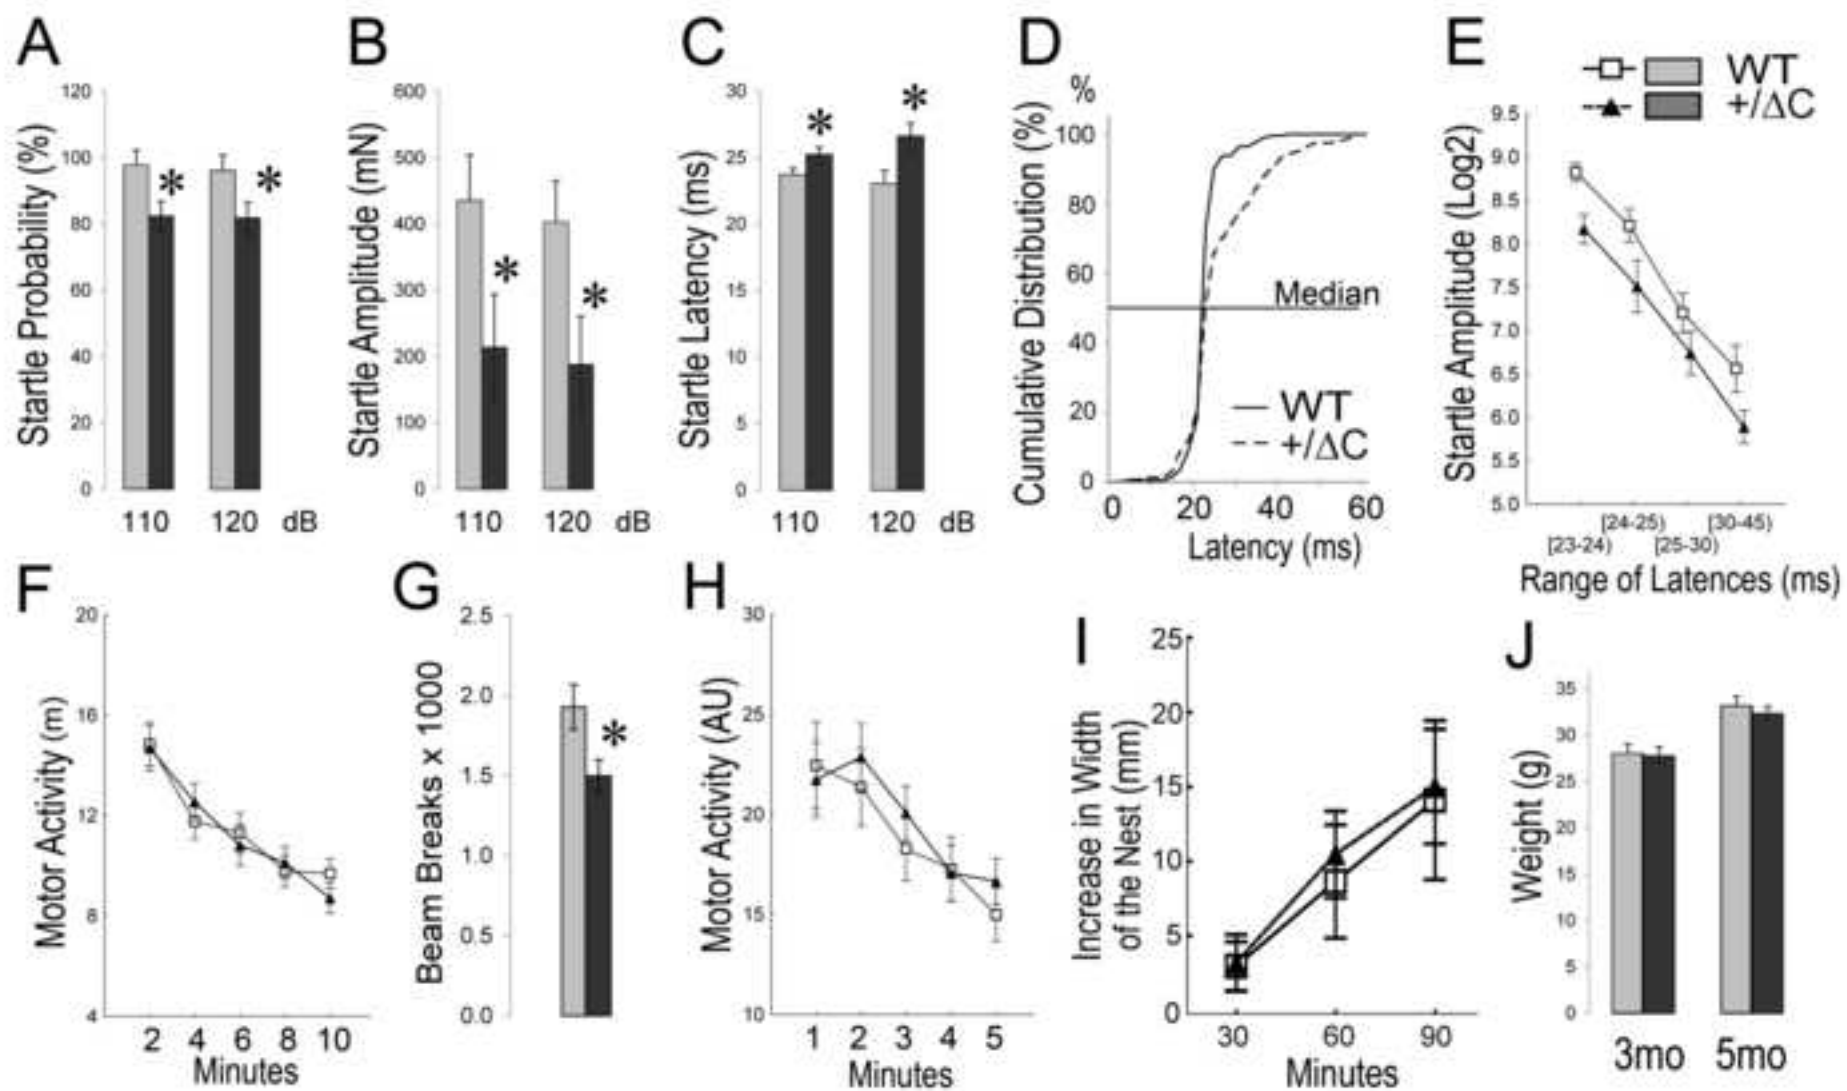 A
Startle Probability (%)
120
100
80
60
40
20
0
*
*
110 120 dB
B
Startle Amplitude (mN)
600
500
400
300
200
100
0
*
*
110 120 dB
C
Startle Latency (ms)
30
25
20
15
10
5
0
*
*
110 120 dB
D
%
Cumulative Distribution (%)
100
80
60
40
20
0
Median
WT
+/ΔC
0 20 40 60
Latency (ms)
E
WT
+/ΔC
Startle Amplitude (Log2)
9.5
9.0
8.5
8.0
7.5
7.0
6.5
6.0
5.5
5.0
[24-25) [30-45)
[23-24) [25-30)
Range of Latences (ms)
F
Motor Activity (m)
20
16
12
8
4
2 4 6 8 10
Minutes
G
Beam Breaks x 1000
2.5
2.0
1.5
1.0
0.5
0.0
*
H
Motor Activity (AU)
30
25
20
15
10
1 2 3 4 5
Minutes
I
Increase in Width
of the Nest (mm)
25
20
15
10
5
0
30 60 90
Minutes
J
Weight (g)
35
30
25
20
15
10
5
0
3mo 5mo